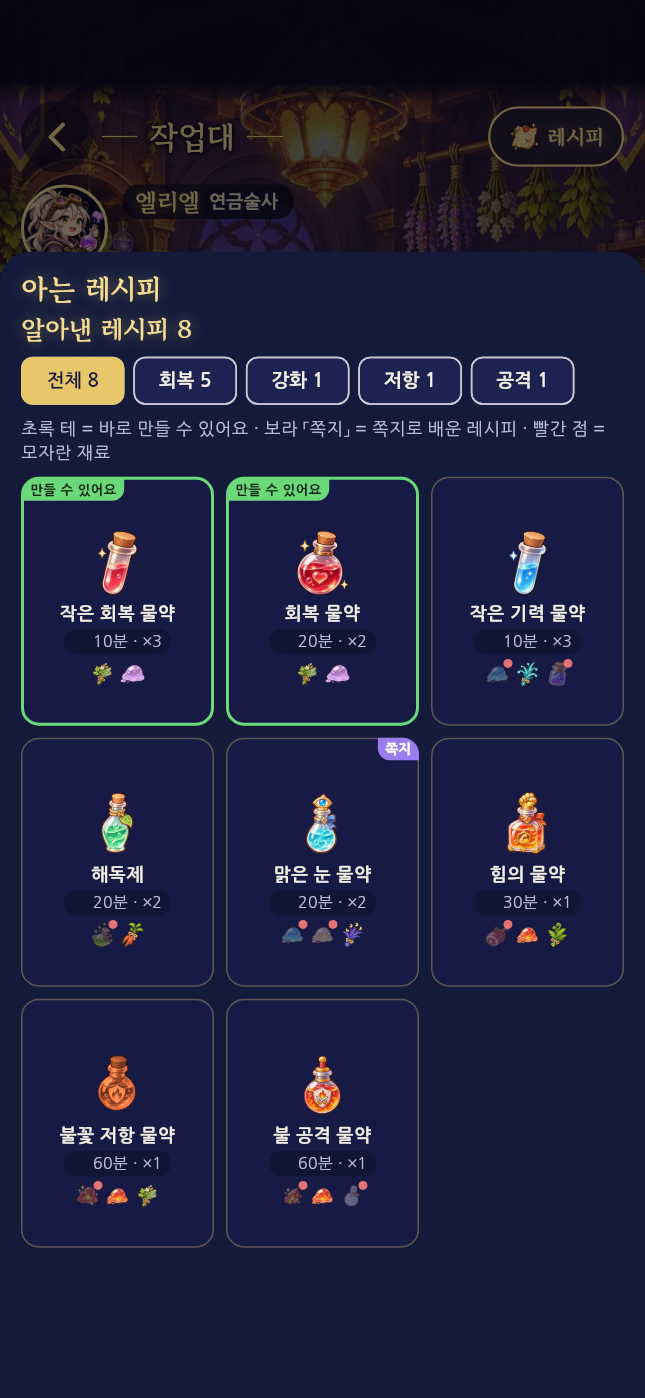 작업대
레시피
엘리엘 연금술사
아는 레시피
알아낸 레시피 8
전체 8
회복 5
강화 1
저항 1
공격 1
초록 테 = 바로 만들 수 있어요 · 보라 「쪽지」 = 쪽지로 배운 레시피 · 빨간 점 =
모자란 재료
만들 수 있어요
만들 수 있어요
작은 회복 물약
회복 물약
작은 기력 물약
10분 · ×3
20분 · ×2
10분 · ×3
쪽지
해독제
맑은 눈 물약
힘의 물약
20분 · ×2
20분 · ×2
30분 · ×1
불꽃 저항 물약
불 공격 물약
60분 · ×1
60분 · ×1